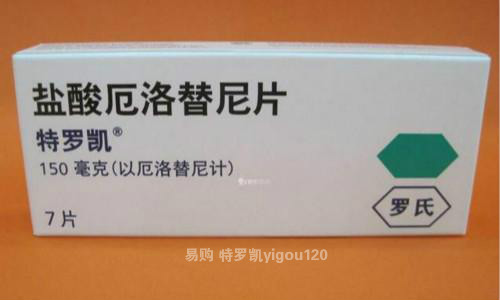 盐酸厄洛替尼片
特罗凯®
150 毫克(以厄洛替尼计)
7 片
罗氏
易购 特罗凯yigou120